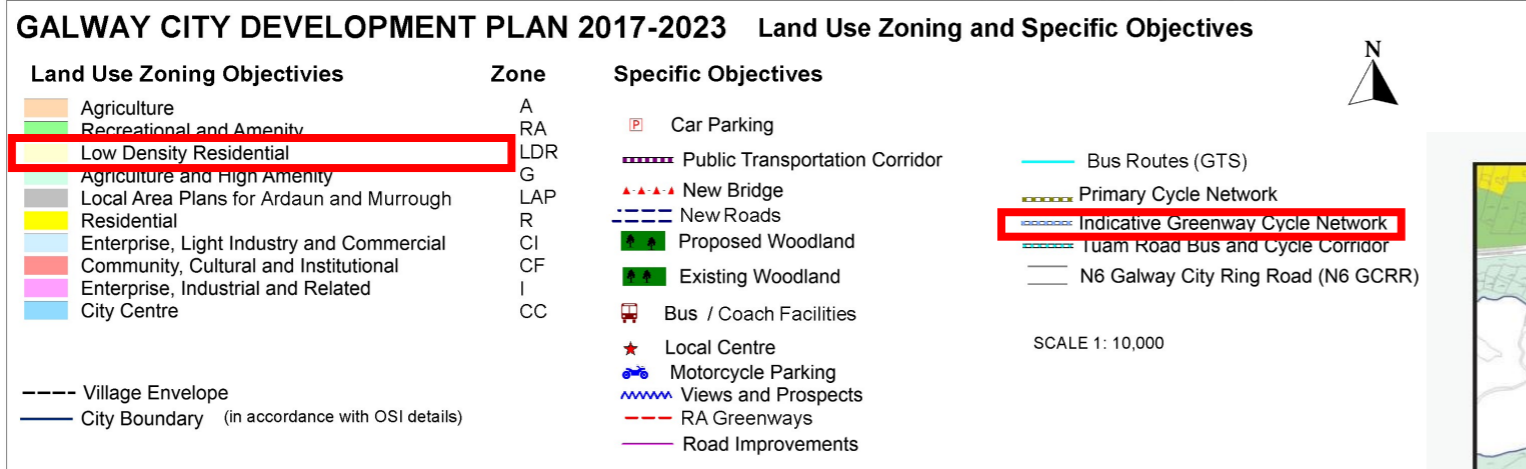 GALWAY CITY DEVELOPMENT PLAN 2017-2023 Land Use Zoning and Specific Objectives
N
Land Use Zoning Objectivies Zone
Agriculture A
Recreational and Amenity RA
Low Density Residential LDR
Agriculture and High Amenity G
Local Area Plans for Ardaun and Murrough LAP
Residential R
Enterprise, Light Industry and Commercial CI
Community, Cultural and Institutional CF
Enterprise, Industrial and Related I
City Centre CC
Village Envelope
City Boundary (in accordance with OSI details)
Specific Objectives
P Car Parking
Public Transportation Corridor
New Bridge
New Roads
Proposed Woodland
Existing Woodland
Bus / Coach Facilities
Local Centre
Motorcycle Parking
Views and Prospects
RA Greenways
Road Improvements
Bus Routes (GTS)
Primary Cycle Network
Indicative Greenway Cycle Network
Tuam Road Bus and Cycle Corridor
N6 Galway City Ring Road (N6 GCRR)
SCALE 1: 10,000